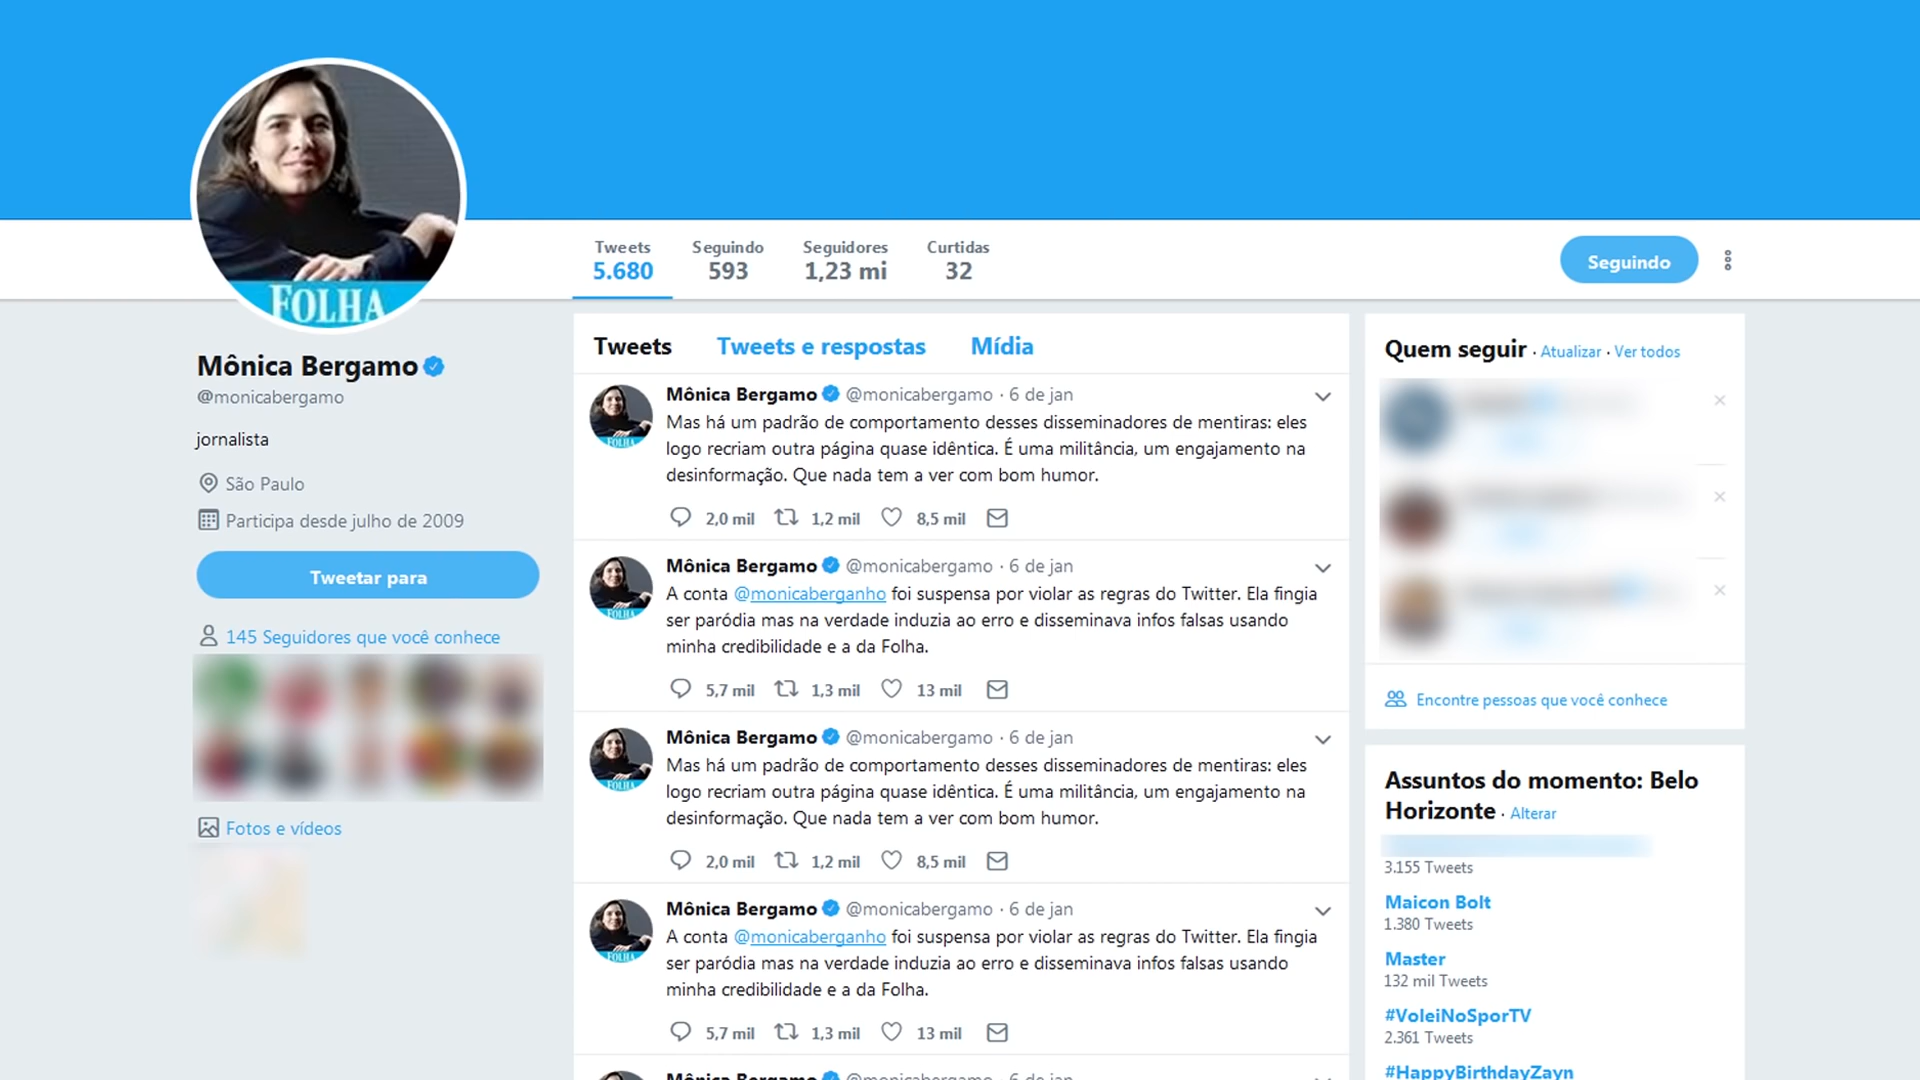 FOLHA
Tweets
5.680
Seguindo
593
Seguidores
1,23 mi
Curtidas
32
Seguindo
Mônica Bergamo
@monicabergamo
jornalista
São Paulo
Participa desde julho de 2009
Tweetar para
145 Seguidores que você conhece
Fotos e vídeos
Tweets Tweets e respostas Mídia
Mônica Bergamo @monicabergamo · 6 de jan
Mas há um padrão de comportamento desses disseminadores de mentiras: eles
logo recriam outra página quase idêntica. É uma militância, um engajamento na
desinformação. Que nada tem a ver com bom humor.
2,0 mil 1,2 mil 8,5 mil
FOLHA
Mônica Bergamo @monicabergamo · 6 de jan
A conta @monicaberganho foi suspensa por violar as regras do Twitter. Ela fingia
ser paródia mas na verdade induzia ao erro e disseminava infos falsas usando
minha credibilidade e a da Folha.
5,7 mil 1,3 mil 13 mil
FOLHA
Mônica Bergamo @monicabergamo · 6 de jan
Mas há um padrão de comportamento desses disseminadores de mentiras: eles
logo recriam outra página quase idêntica. É uma militância, um engajamento na
desinformação. Que nada tem a ver com bom humor.
2,0 mil 1,2 mil 8,5 mil
FOLHA
Mônica Bergamo @monicabergamo · 6 de jan
A conta @monicaberganho foi suspensa por violar as regras do Twitter. Ela fingia
ser paródia mas na verdade induzia ao erro e disseminava infos falsas usando
minha credibilidade e a da Folha.
5,7 mil 1,3 mil 13 mil
FOLHA
Mônica Bergamo @monicabergamo · 6 de jan
Quem seguir · Atualizar · Ver todos
Encontre pessoas que você conhece
Assuntos do momento: Belo
Horizonte · Alterar
3.155 Tweets
Maicon Bolt
1.380 Tweets
Master
132 mil Tweets
#VoleiNoSporTV
2.361 Tweets
#HappyBirthdayZayn